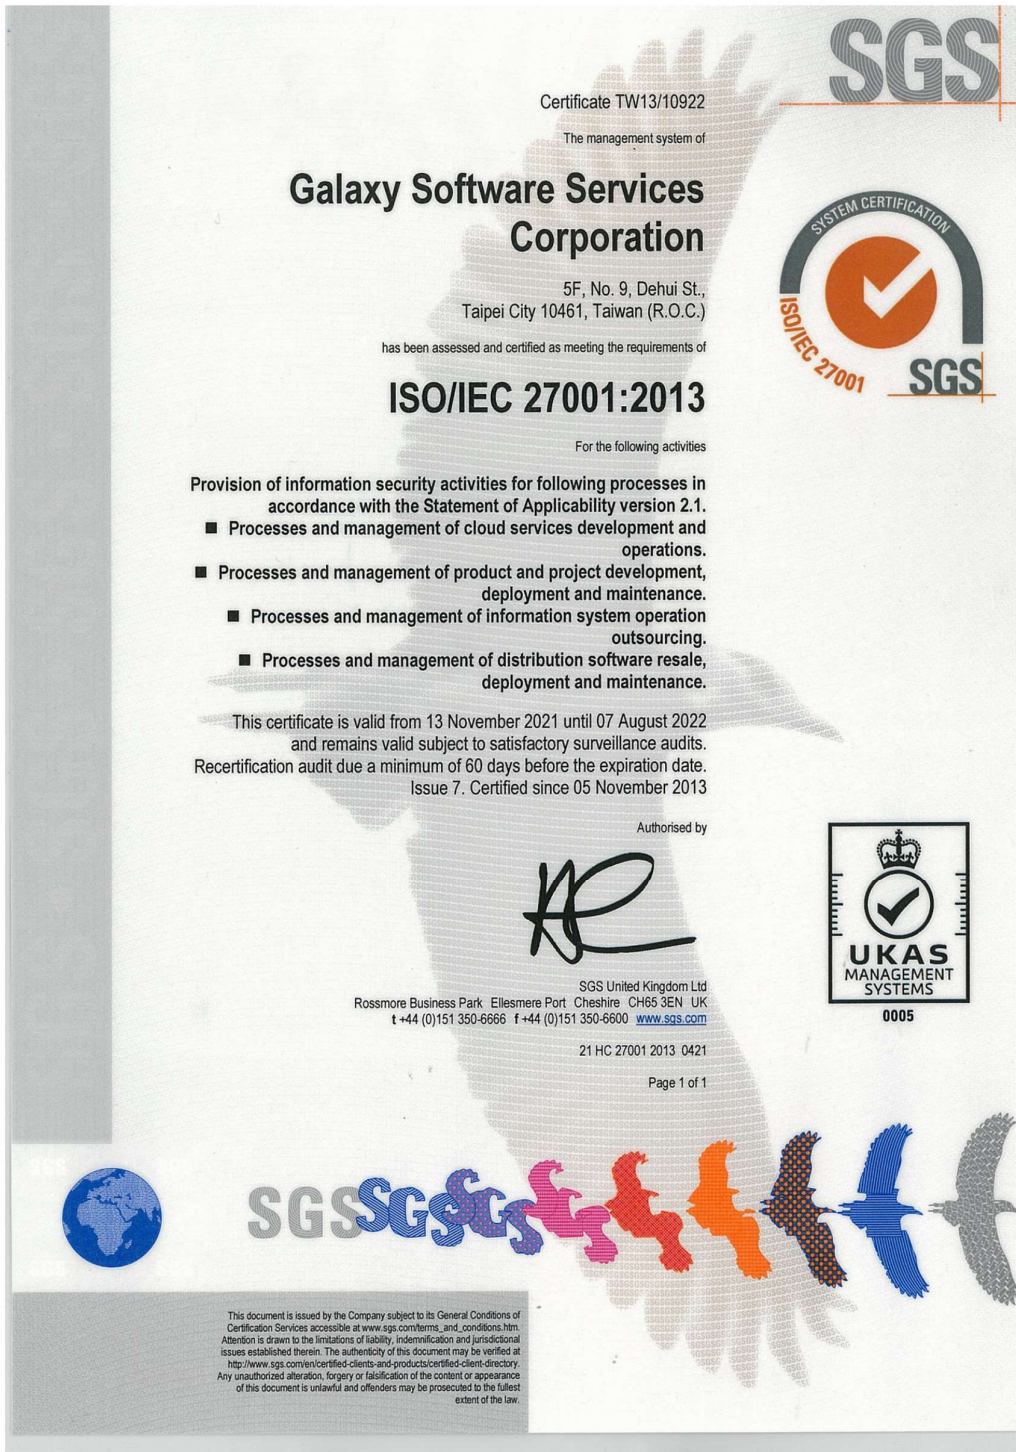 SGS
Certificate TW13/10922
The management system of
Galaxy Software Services
Corporation
5F, No. 9, Dehui St.,
Taipei City 10461, Taiwan (R.O.C.)
has been assessed and certified as meeting the requirements of
ISO/IEC 27001:2013
For the following activities
Provision of information security activities for following processes in
accordance with the Statement of Applicability version 2.1.
■ Processes and management of cloud services development and
operations.
■ Processes and management of product and project development,
deployment and maintenance.
■ Processes and management of information system operation
outsourcing.
■ Processes and management of distribution software resale,
deployment and maintenance.
This certificate is valid from 13 November 2021 until 07 August 2022
and remains valid subject to satisfactory surveillance audits.
Recertification audit due a minimum of 60 days before the expiration date.
Issue 7. Certified since 05 November 2013
Authorised by
SGS United Kingdom Ltd
Rossmore Business Park Ellesmere Port Cheshire CH65 3EN UK
t +44 (0)151 350-6666 f +44 (0)151 350-6600 www.sgs.com
21 HC 27001 2013 0421
Page 1 of 1
SYSTEM CERTIFICATION
ISO/IEC 27001
SGS
UKAS
MANAGEMENT
SYSTEMS
0005
SGS SGS SGS
This document is issued by the Company subject to its General Conditions of
Certification Services accessible at www.sgs.com/terms_and_conditions.htm.
Attention is drawn to the limitations of liability, indemnification and jurisdictional
issues established therein. The authenticity of this document may be verified at
http://www.sgs.com/en/certified-clients-and-products/certified-client-directory.
Any unauthorized alteration, forgery or falsification of the content or appearance
of this document is unlawful and offenders may be prosecuted to the fullest
extent of the law.